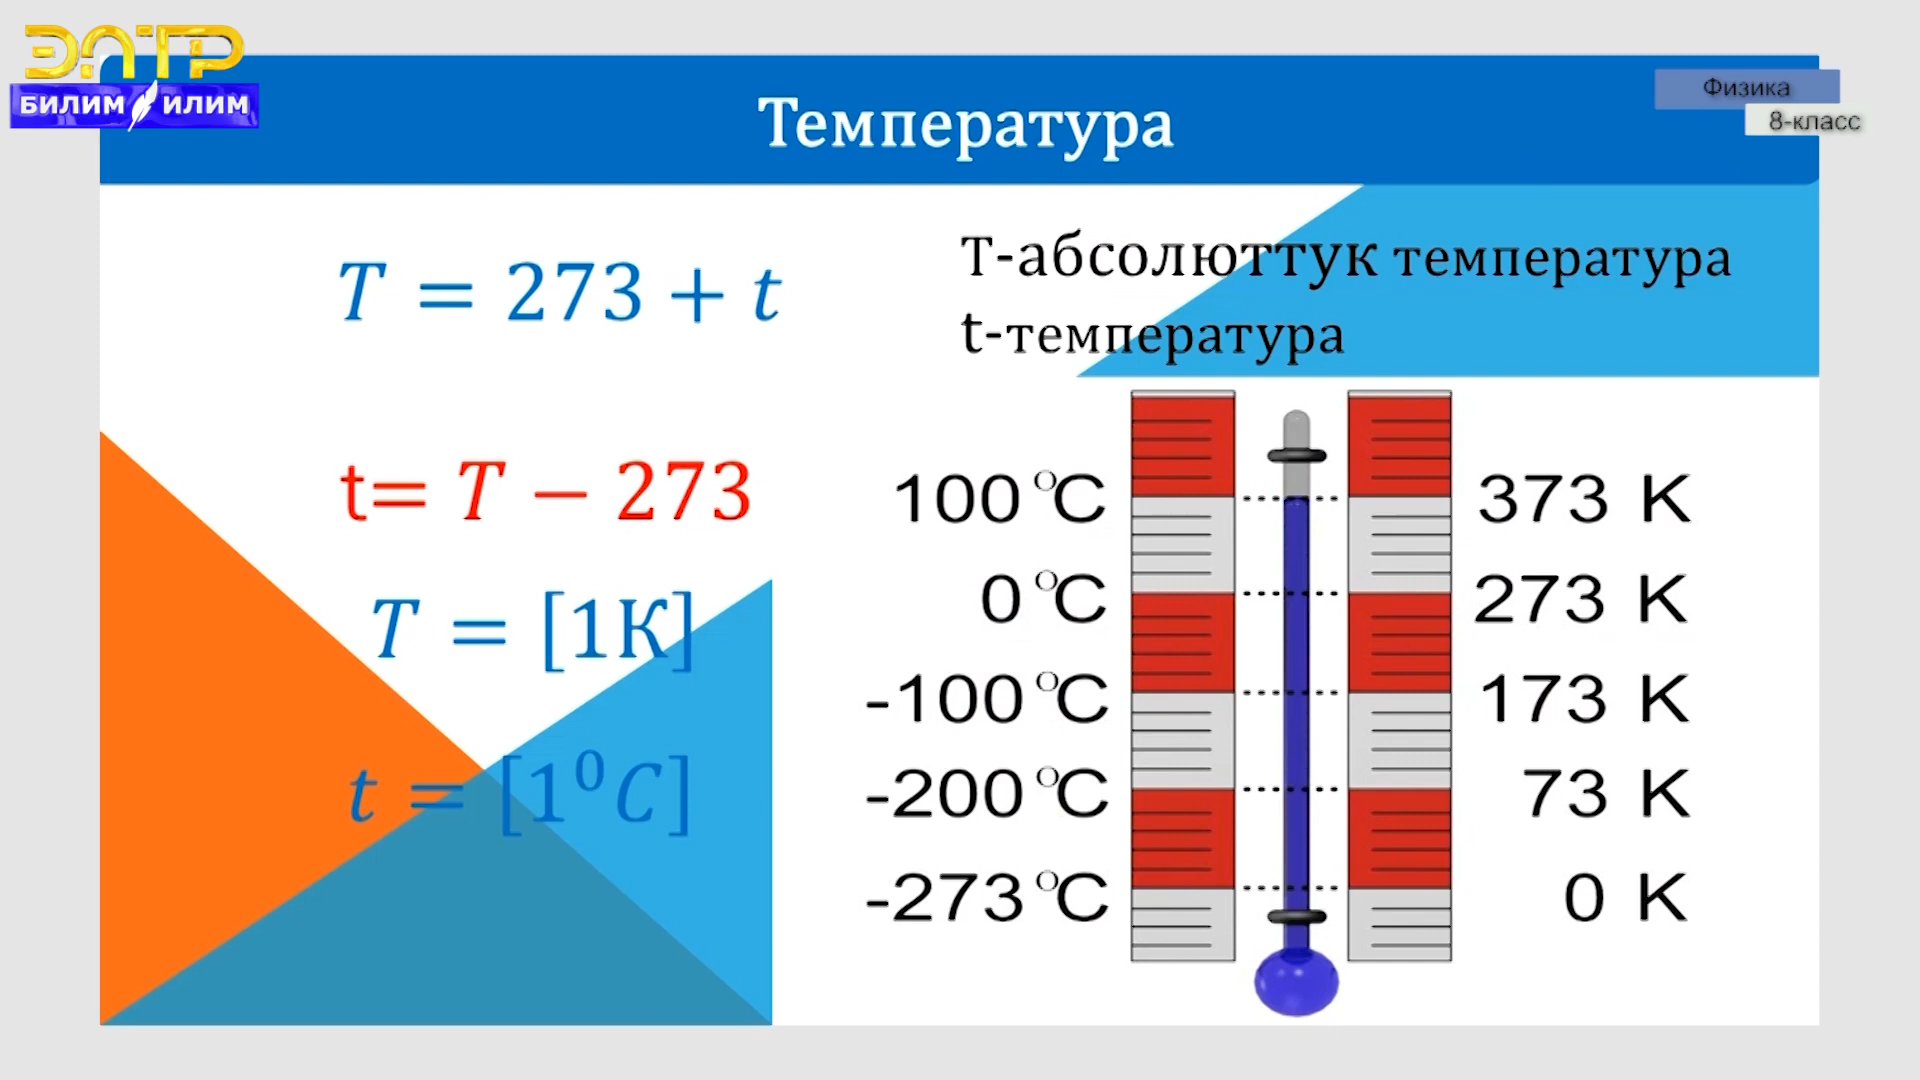 ЭЛТР
БИЛИМ ИЛИМ
Физика
8-класс
Температура
T = 273 + t
T-абсолюттук температура
t-температура
t= T − 273
T = [1K]
t = [1⁰C]
100 °C 373 K
0 °C 273 K
-100 °C 173 K
-200 °C 73 K
-273 °C 0 K